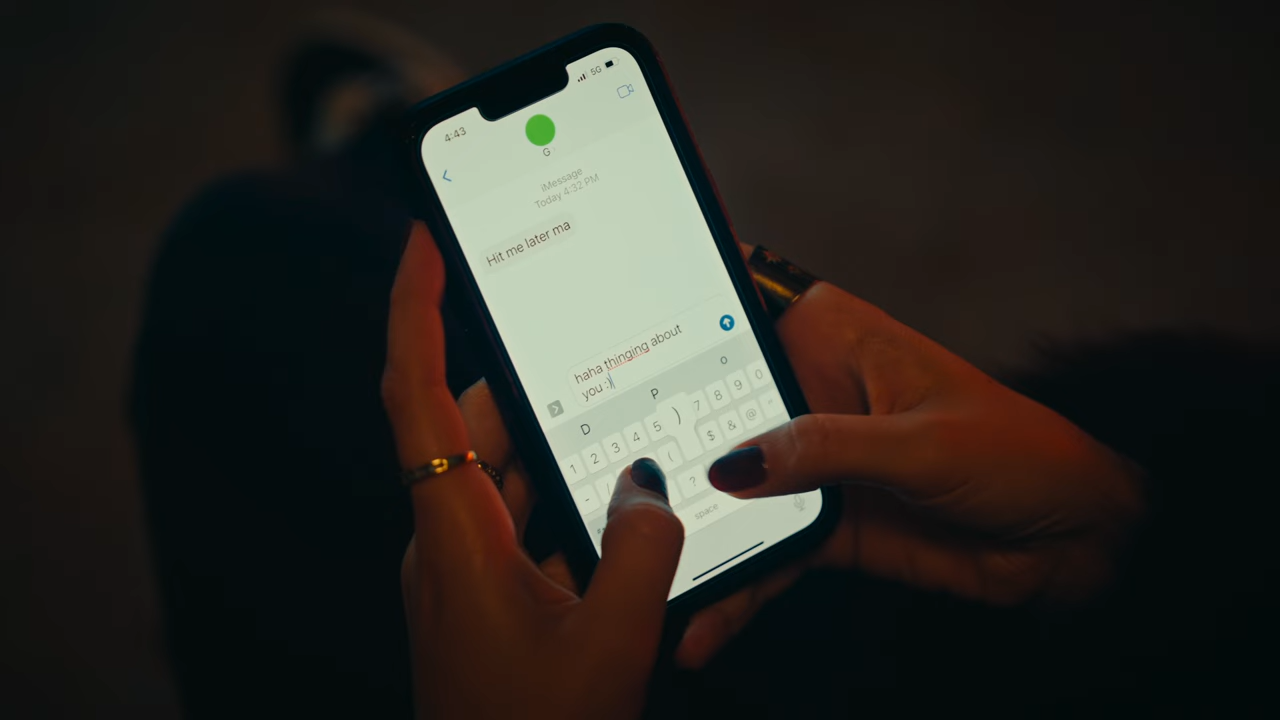 4:43
5G
G
iMessage
Today 4:32 PM
Hit me later ma
haha thinging about
you :)
D P o
1 2 3 4 5 ) 7 8 9 0
- / ( $ & @ "
?
space